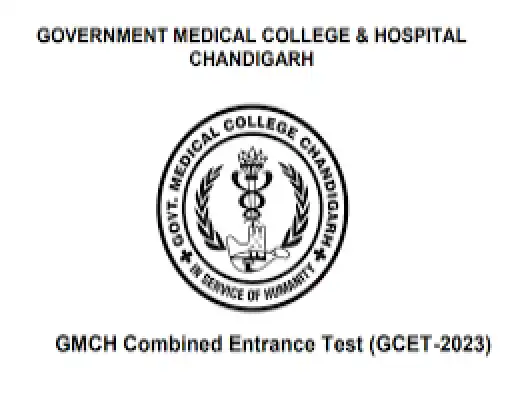 GOVERNMENT MEDICAL COLLEGE & HOSPITAL
CHANDIGARH
GOVT. MEDICAL COLLEGE CHANDIGARH
IN SERVICE OF HUMANITY
GMCH Combined Entrance Test (GCET-2023)